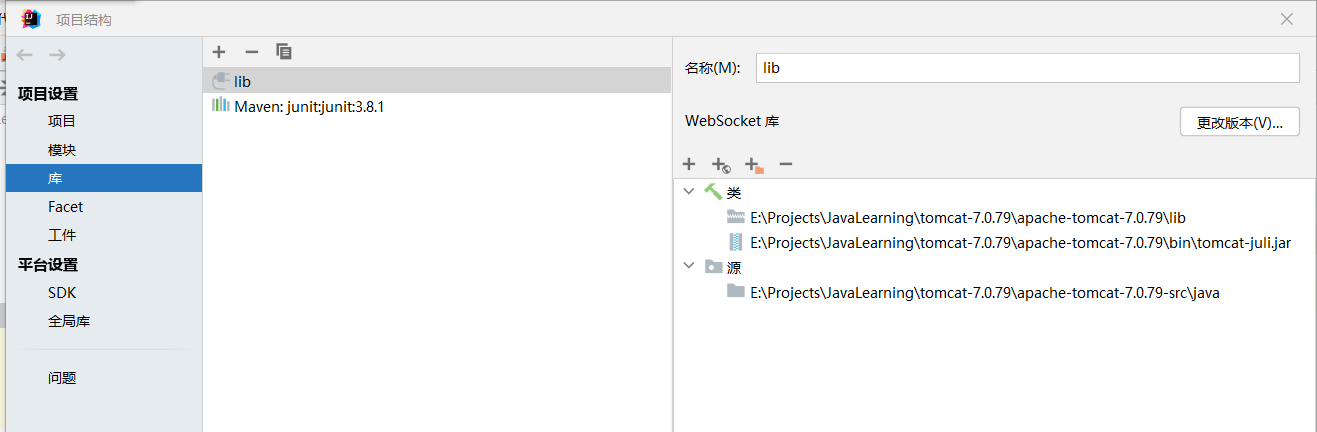 项目结构
项目设置
项目
模块
库
Facet
工件
平台设置
SDK
全局库
问题
lib
Maven: junit:junit:3.8.1
名称(M): lib
WebSocket 库 更改版本(V)...
类
E:\Projects\JavaLearning\tomcat-7.0.79\apache-tomcat-7.0.79\lib
E:\Projects\JavaLearning\tomcat-7.0.79\apache-tomcat-7.0.79\bin\tomcat-juli.jar
源
E:\Projects\JavaLearning\tomcat-7.0.79\apache-tomcat-7.0.79-src\java